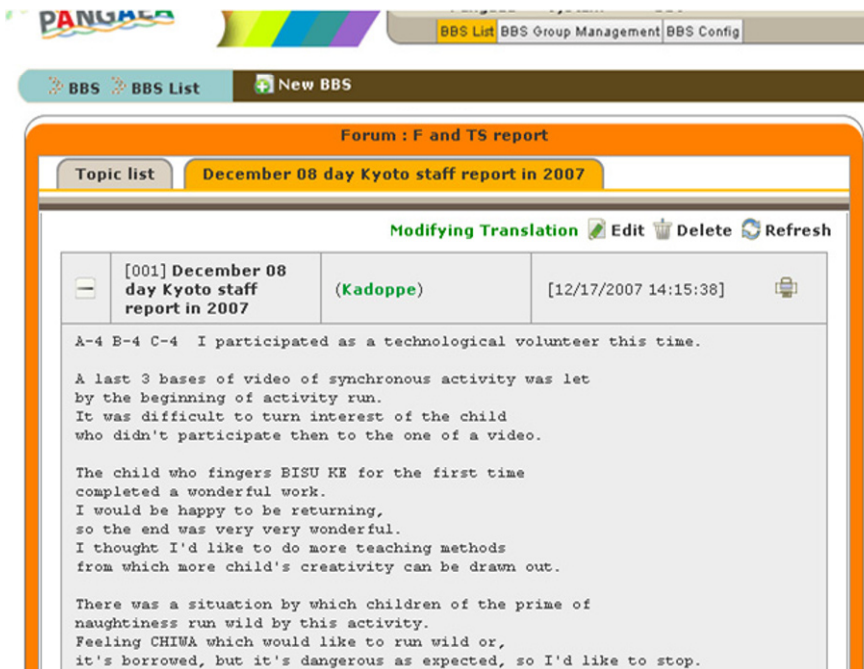 PANGAEA
BBS List BBS Group Management BBS Config
BBS BBS List New BBS
Forum : F and TS report
Topic list December 08 day Kyoto staff report in 2007
Modifying Translation Edit Delete Refresh
[001] December 08
day Kyoto staff
report in 2007
(Kadoppe)
[12/17/2007 14:15:38]
A-4 B-4 C-4 I participated as a technological volunteer this time.
A last 3 bases of video of synchronous activity was let
by the beginning of activity run.
It was difficult to turn interest of the child
who didn't participate then to the one of a video.
The child who fingers BISU KE for the first time
completed a wonderful work.
I would be happy to be returning,
so the end was very very wonderful.
I thought I'd like to do more teaching methods
from which more child's creativity can be drawn out.
There was a situation by which children of the prime of
naughtiness run wild by this activity.
Feeling CHIWA which would like to run wild or,
it's borrowed, but it's dangerous as expected, so I'd like to stop.